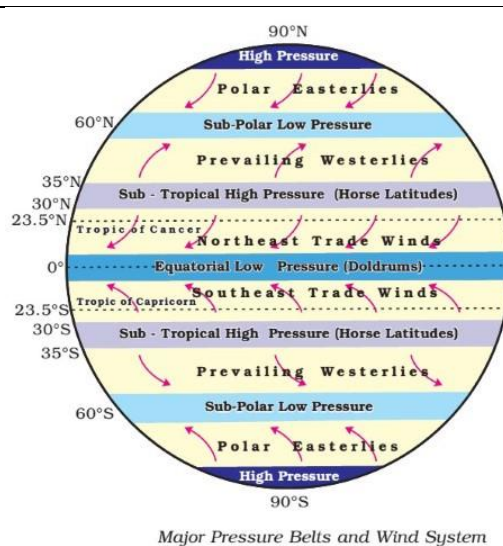 90°N
High Pressure
Polar Easterlies
60°N
Sub-Polar Low Pressure
Prevailing Westerlies
35°N
Sub - Tropical High Pressure (Horse Latitudes)
30°N
23.5°N
Tropic of Cancer
Northeast Trade Winds
0°
Equatorial Low Pressure (Doldrums)
Southeast Trade Winds
Tropic of Capricorn
23.5°S
30°S
Sub - Tropical High Pressure (Horse Latitudes)
35°S
Prevailing Westerlies
60°S
Sub-Polar Low Pressure
Polar Easterlies
High Pressure
90°S
Major Pressure Belts and Wind System